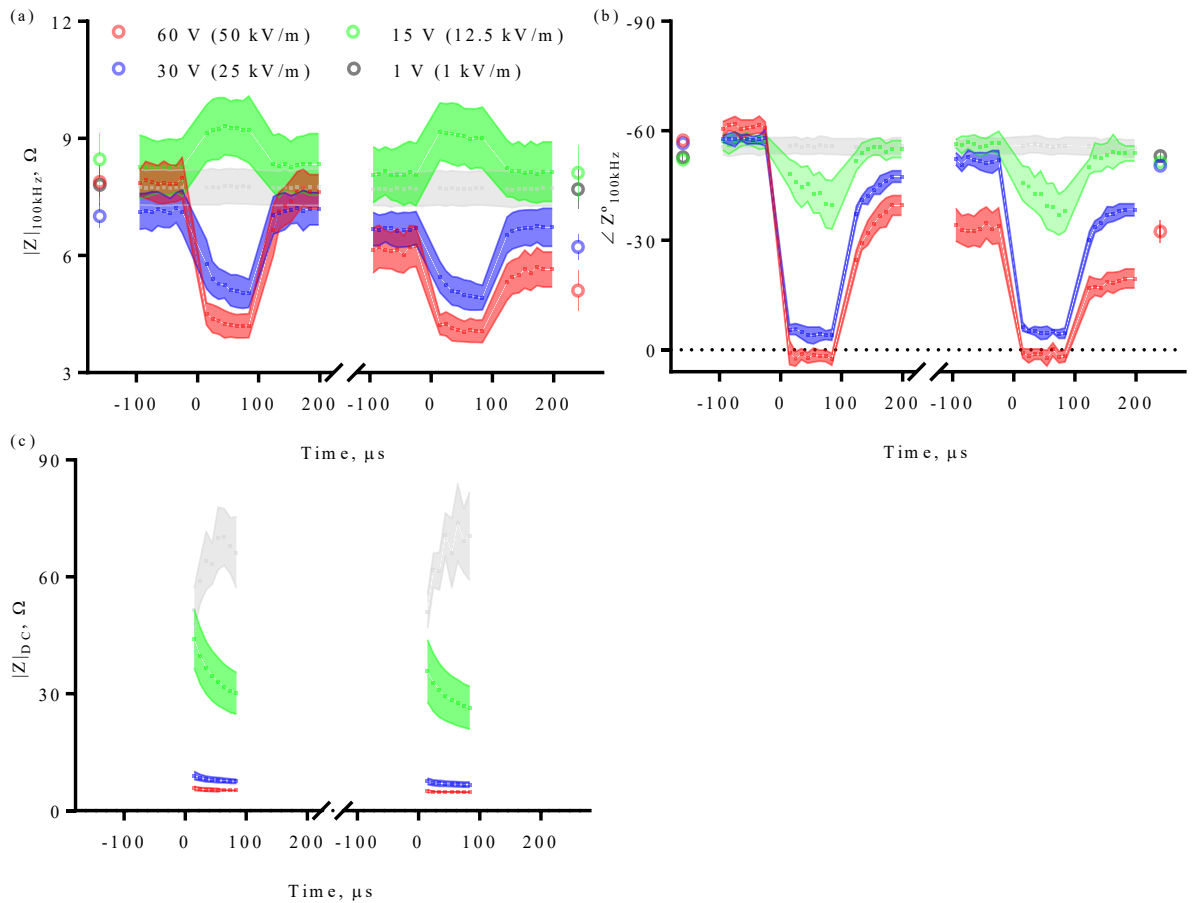 (a)
12
9
6
3
|Z|100kHz, Ω
60 V (50 kV/m)
15 V (12.5 kV/m)
30 V (25 kV/m)
1 V (1 kV/m)
-100 0 100 200 -100 0 100 200
Time, μs
(b)
-90
-60
-30
0
∠ Zº100kHz
-100 0 100 200 -100 0 100 200
Time, μs
(c)
90
60
30
0
|Z|DC, Ω
-100 0 100 200 -100 0 100 200
Time, μs